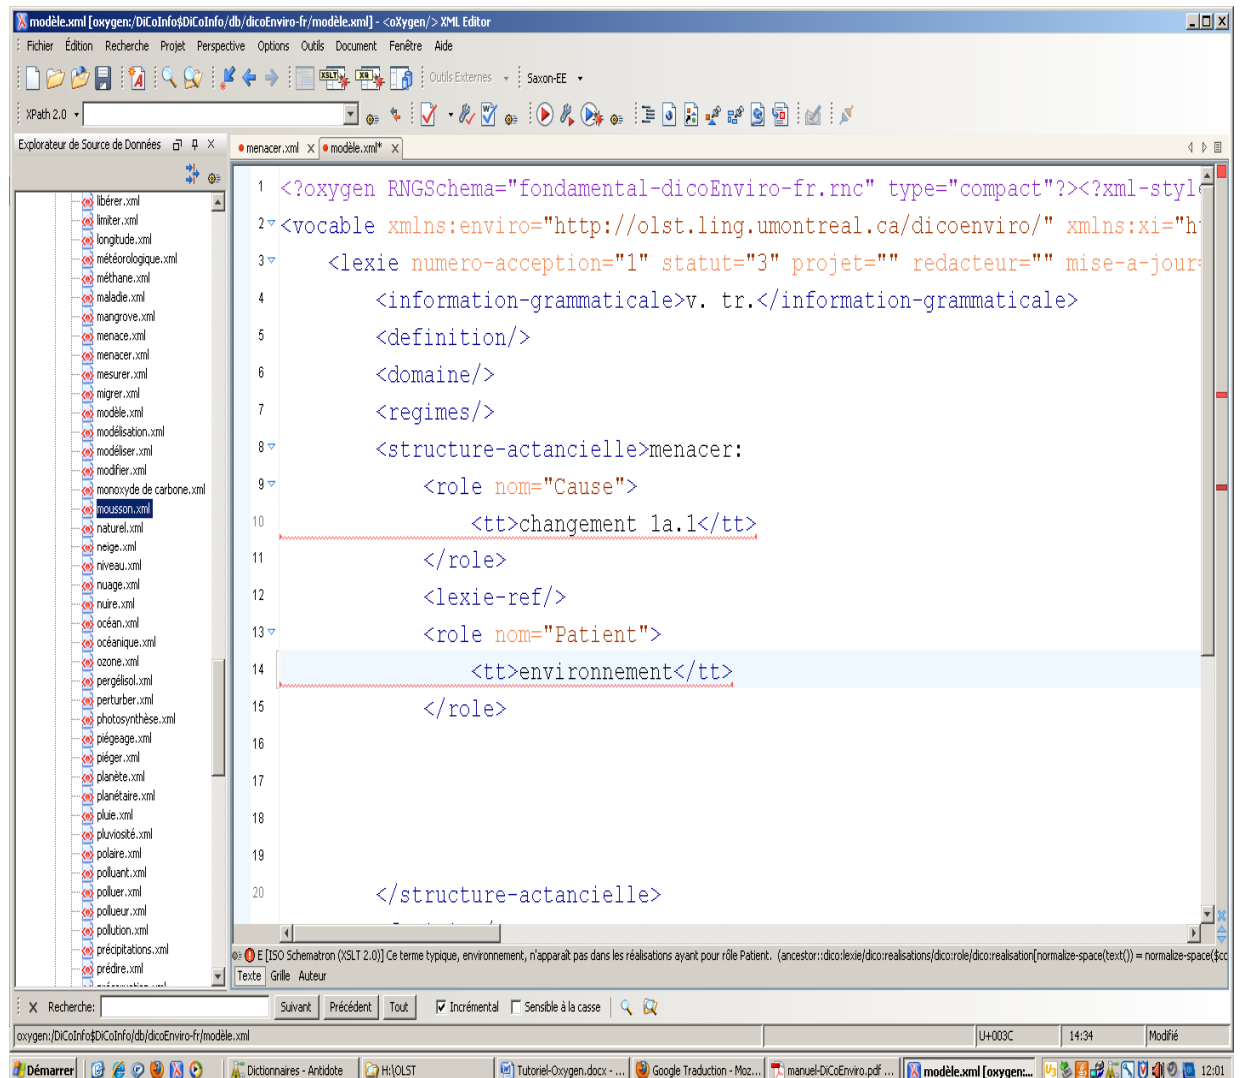 modèle.xml [oxygen:/DiCoInfo$DiCoInfo/db/dicoEnviro-fr/modèle.xml] - <oXygen/> XML Editor
Fichier Édition Recherche Projet Perspective Options Outils Document Fenêtre Aide
Outils Externes Saxon-EE
XPath 2.0
Explorateur de Source de Données
menacer.xml modèle.xml*
libérer.xml
limiter.xml
longitude.xml
météorologique.xml
méthane.xml
maladie.xml
mangrove.xml
menace.xml
menacer.xml
mesurer.xml
migrer.xml
modèle.xml
modélisation.xml
modéliser.xml
modifier.xml
monoxyde de carbone.xml
mousson.xml
naturel.xml
neige.xml
niveau.xml
nuage.xml
nuire.xml
océan.xml
océanique.xml
ozone.xml
pergélisol.xml
perturber.xml
photosynthèse.xml
piégeage.xml
piéger.xml
planète.xml
planétaire.xml
pluie.xml
pluviosité.xml
polaire.xml
polluant.xml
polluer.xml
pollueur.xml
pollution.xml
précipitations.xml
prédire.xml
1 <?oxygen RNGSchema="fondamental-dicoEnviro-fr.rnc" type="compact"?><?xml-styl
2 <vocable xmlns:enviro="http://olst.ling.umontreal.ca/dicoenviro/" xmlns:xi="h
3 <lexie numero-acception="1" statut="3" projet="" redacteur="" mise-a-jour=
4 <information-grammaticale>v. tr.</information-grammaticale>
5 <definition/>
6 <domaine/>
7 <regimes/>
8 <structure-actancielle>menacer:
9 <role nom="Cause">
10 <tt>changement 1a.1</tt>
11 </role>
12 <lexie-ref/>
13 <role nom="Patient">
14 <tt>environnement</tt>
15 </role>
16
17
18
19
20 </structure-actancielle>
E [ISO Schematron (XSLT 2.0)] Ce terme typique, environnement, n'apparaît pas dans les réalisations ayant pour rôle Patient. (ancestor::dico:lexie/dico:realisations/dico:role/dico:realisation[normalize-space(text()) = normalize-space($cc
Texte Grille Auteur
X Recherche: Suivant Précédent Tout Incrémental Sensible à la casse
oxygen:/DiCoInfo$DiCoInfo/db/dicoEnviro-fr/modèle.xml U+003C 14:34 Modifié
Démarrer Dictionnaires - Antidote H:\OLST Tutoriel-Oxygen.docx - ... Google Traduction - Moz... manuel-DiCoEnviro.pdf ... modèle.xml [oxygen:... 12:01